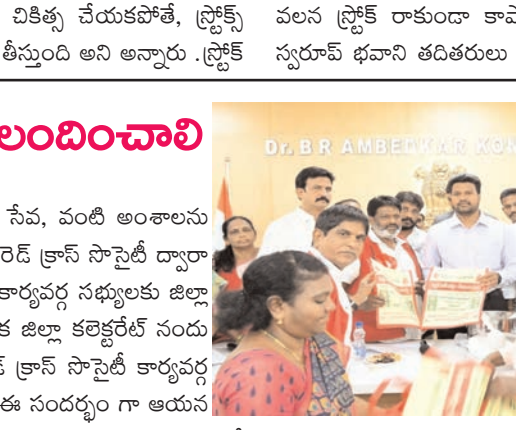 చికిత్స చేయకపోతే, స్ట్రోక్స్
తీస్తుంది అని అన్నారు .స్ట్రోక్
వలన స్ట్రోక్ రాకుండా
స్వరూప్ భవాని తదితరులు
లందించాలి
సేవ, వంటి అంశాలను
రెడ్ క్రాస్ సొసైటీ ద్వారా
కార్యవర్గ సభ్యులకు జిల్లా
జిల్లా కలెక్టరేట్ నందు
క్రాస్ సొసైటీ కార్యవర్గ
ఈ సందర్భం గా ఆయన
Dr. B R AMBEDKAR KON